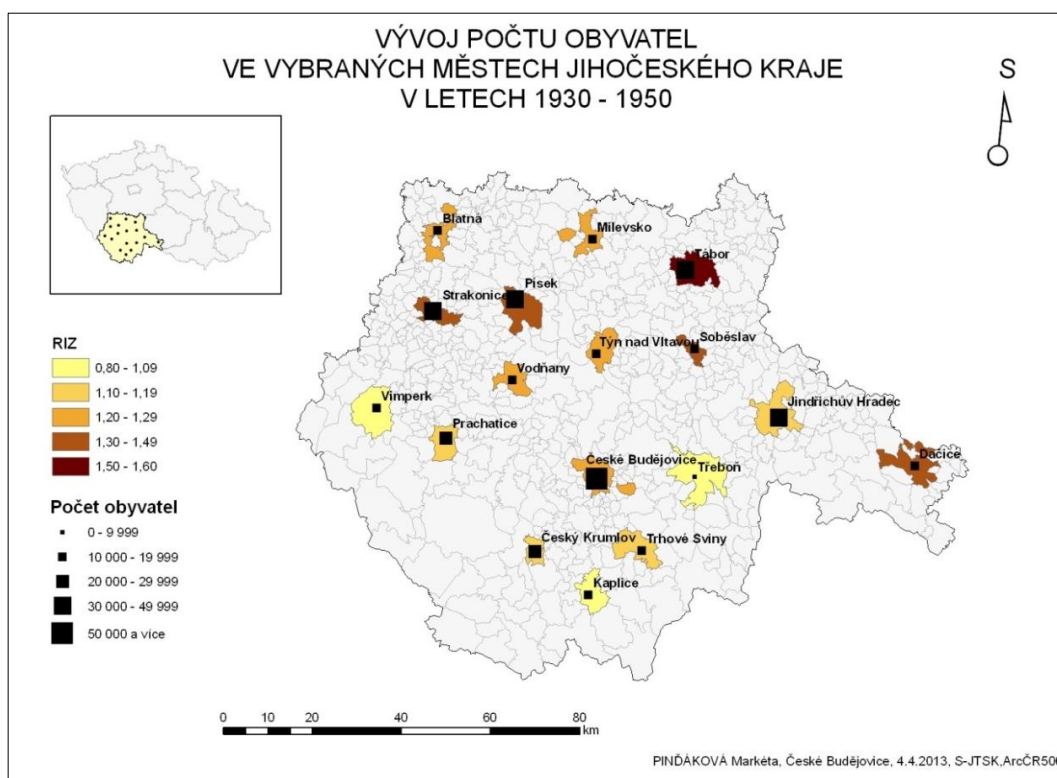 VÝVOJ POČTU OBYVATEL
VE VYBRANÝCH MĚSTECH JIHOČESKÉHO KRAJE
V LETECH 1930 - 1950
S
Blatná
Milevsko
Tábor
Písek
Strakonice
Soběslav
Týn nad Vltavou
Vodňany
Vimperk
Jindřichův Hradec
Prachatice
Dačice
České Budějovice
Třeboň
Český Krumlov
Trhové Sviny
Kaplice
RIZ
0,80 - 1,09
1,10 - 1,19
1,20 - 1,29
1,30 - 1,49
1,50 - 1,60
Počet obyvatel
0 - 9 999
10 000 - 19 999
20 000 - 29 999
30 000 - 49 999
50 000 a více
0 10 20 40 60 80
km
PINĎÁKOVÁ Markéta, České Budějovice, 4.4.2013, S-JTSK,ArcČR500